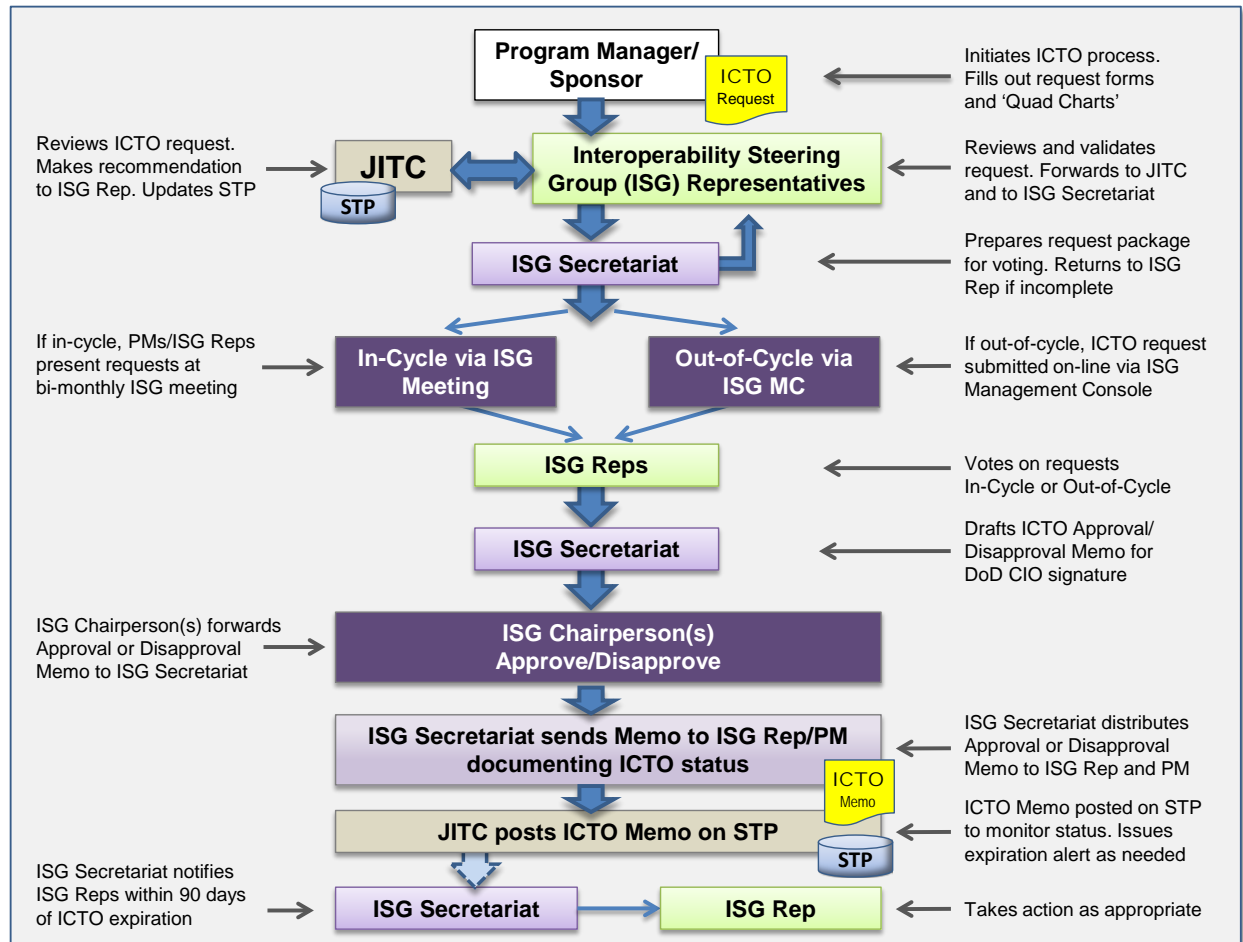 Program Manager/
Sponsor
ICTO
Request
Initiates ICTO process.
Fills out request forms
and ‘Quad Charts’
Reviews ICTO request.
Makes recommendation
to ISG Rep. Updates STP
JITC
STP
Interoperability Steering
Group (ISG) Representatives
Reviews and validates
request. Forwards to JITC
and to ISG Secretariat
ISG Secretariat
Prepares request package
for voting. Returns to ISG
Rep if incomplete
If in-cycle, PMs/ISG Reps
present requests at
bi-monthly ISG meeting
In-Cycle via ISG
Meeting
Out-of-Cycle via
ISG MC
If out-of-cycle, ICTO request
submitted on-line via ISG
Management Console
ISG Reps
Votes on requests
In-Cycle or Out-of-Cycle
ISG Secretariat
Drafts ICTO Approval/
Disapproval Memo for
DoD CIO signature
ISG Chairperson(s) forwards
Approval or Disapproval
Memo to ISG Secretariat
ISG Chairperson(s)
Approve/Disapprove
ISG Secretariat sends Memo to ISG Rep/PM
documenting ICTO status
ICTO
Memo
ISG Secretariat distributes
Approval or Disapproval
Memo to ISG Rep and PM
JITC posts ICTO Memo on STP
STP
ICTO Memo posted on STP
to monitor status. Issues
expiration alert as needed
ISG Secretariat notifies
ISG Reps within 90 days
of ICTO expiration
ISG Secretariat
ISG Rep
Takes action as appropriate